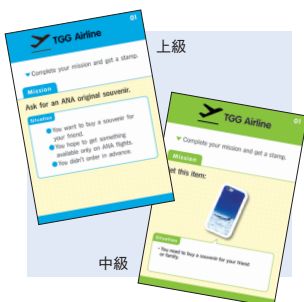 01
TGG Airline
Complete your mission and get a stamp.
Mission
Ask for an ANA original souvenir.
Situation
You want to buy a souvenir for
your friend.
You hope to get something
available only on ANA flights.
You didn't order in advance.
上級
01
TGG Airline
Complete your mission and get a stamp.
Mission
et this item:
Situation
You need to buy a souvenir for your friend
or family.
中級